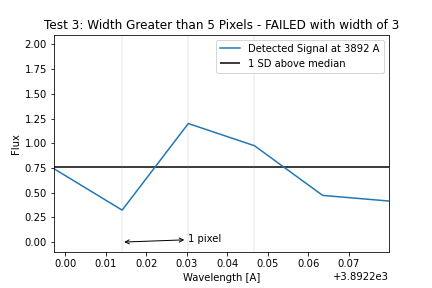 Test 3: Width Greater than 5 Pixels - FAILED with width of 3
Detected Signal at 3892 A
1 SD above median
2.00
1.75
1.50
1.25
1.00
0.75
0.50
0.25
0.00
Flux
1 pixel
0.00 0.01 0.02 0.03 0.04 0.05 0.06 0.07
Wavelength [A]
+3.8922e3